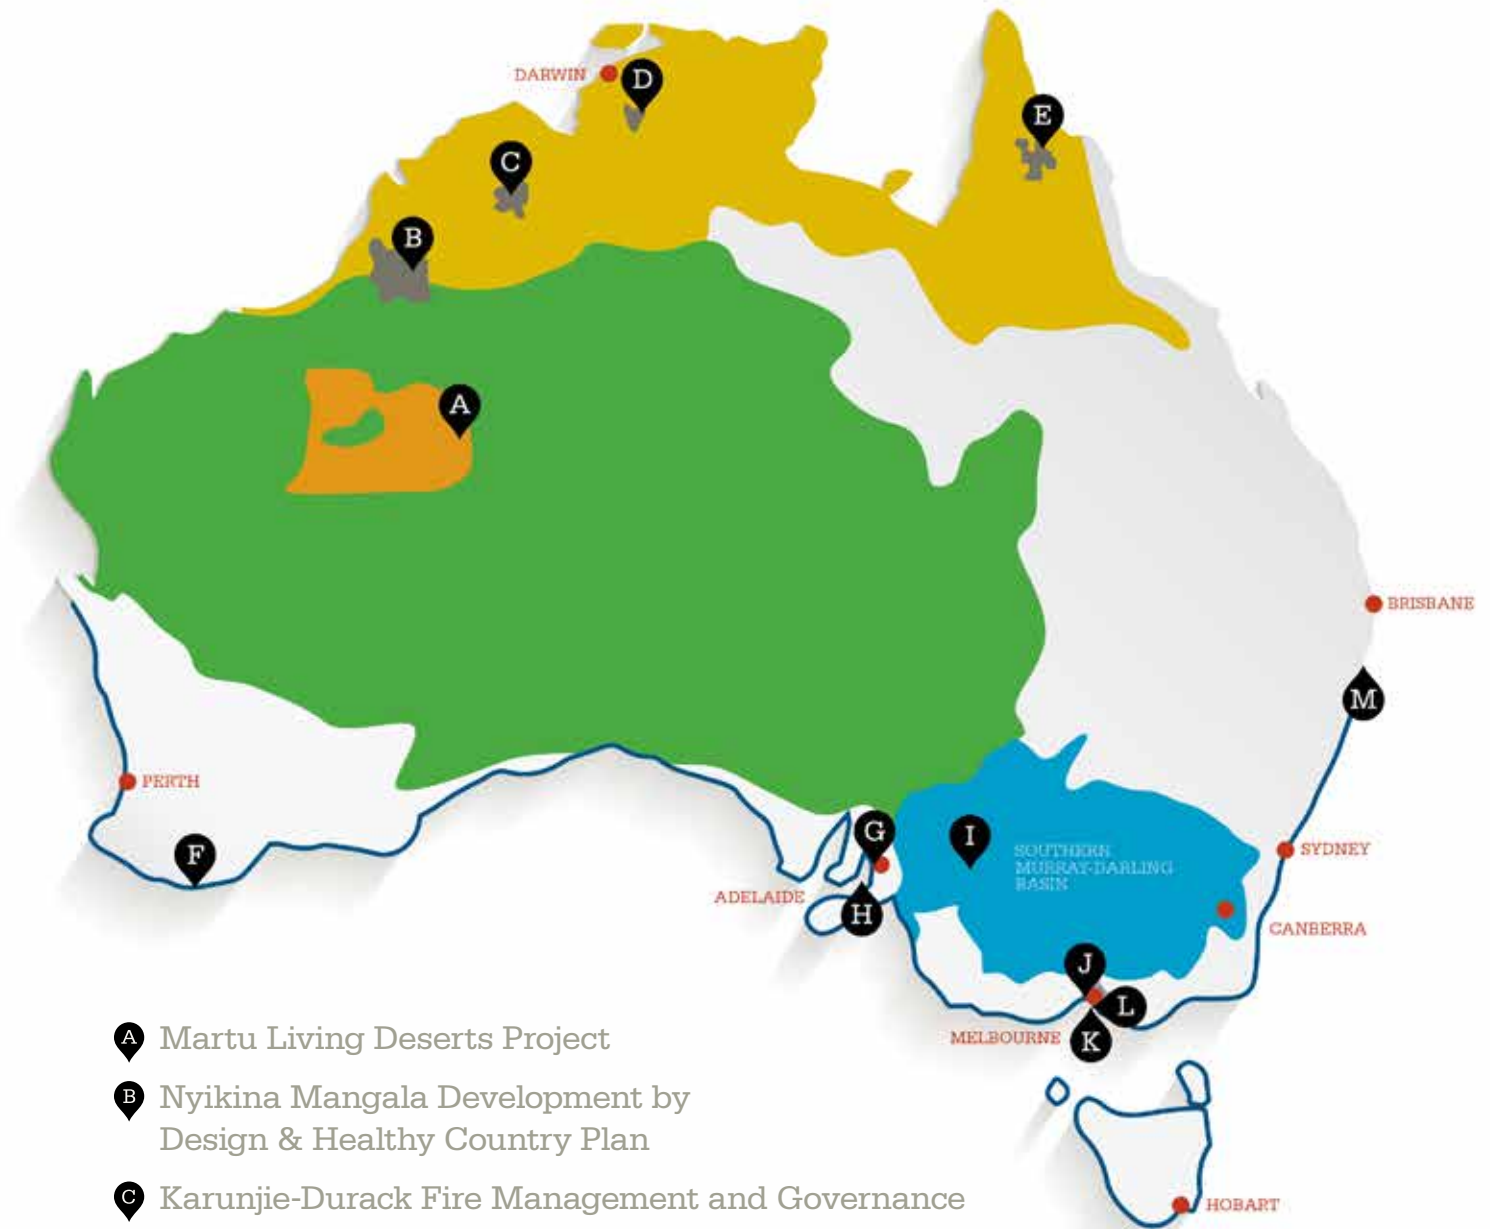 DARWIN
D
E
C
B
A
BRISBANE
M
PERTH
F
G
I
SOUTHERN
MURRAY-DARLING
BASIN
SYDNEY
ADELAIDE
H
CANBERRA
J
L
MELBOURNE
K
HOBART
A Martu Living Deserts Project
B Nyikina Mangala Development by
Design & Healthy Country Plan
C Karunjie-Durack Fire Management and Governance